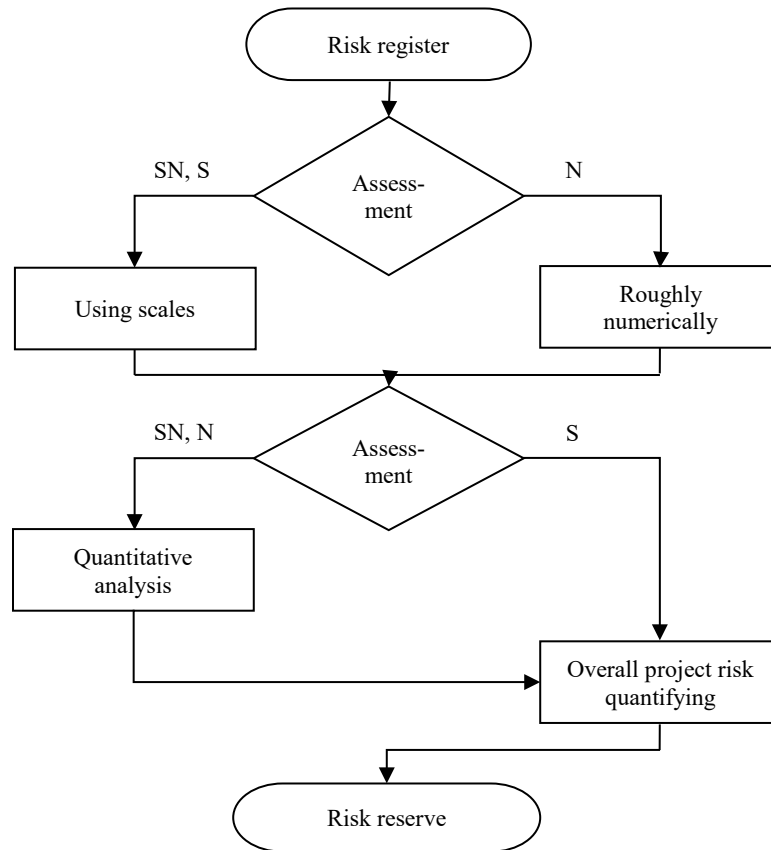 Risk register
SN, S
N
Assess-
ment
Using scales
Roughly
numerically
SN, N
S
Assess-
ment
Quantitative
analysis
Overall project risk
quantifying
Risk reserve